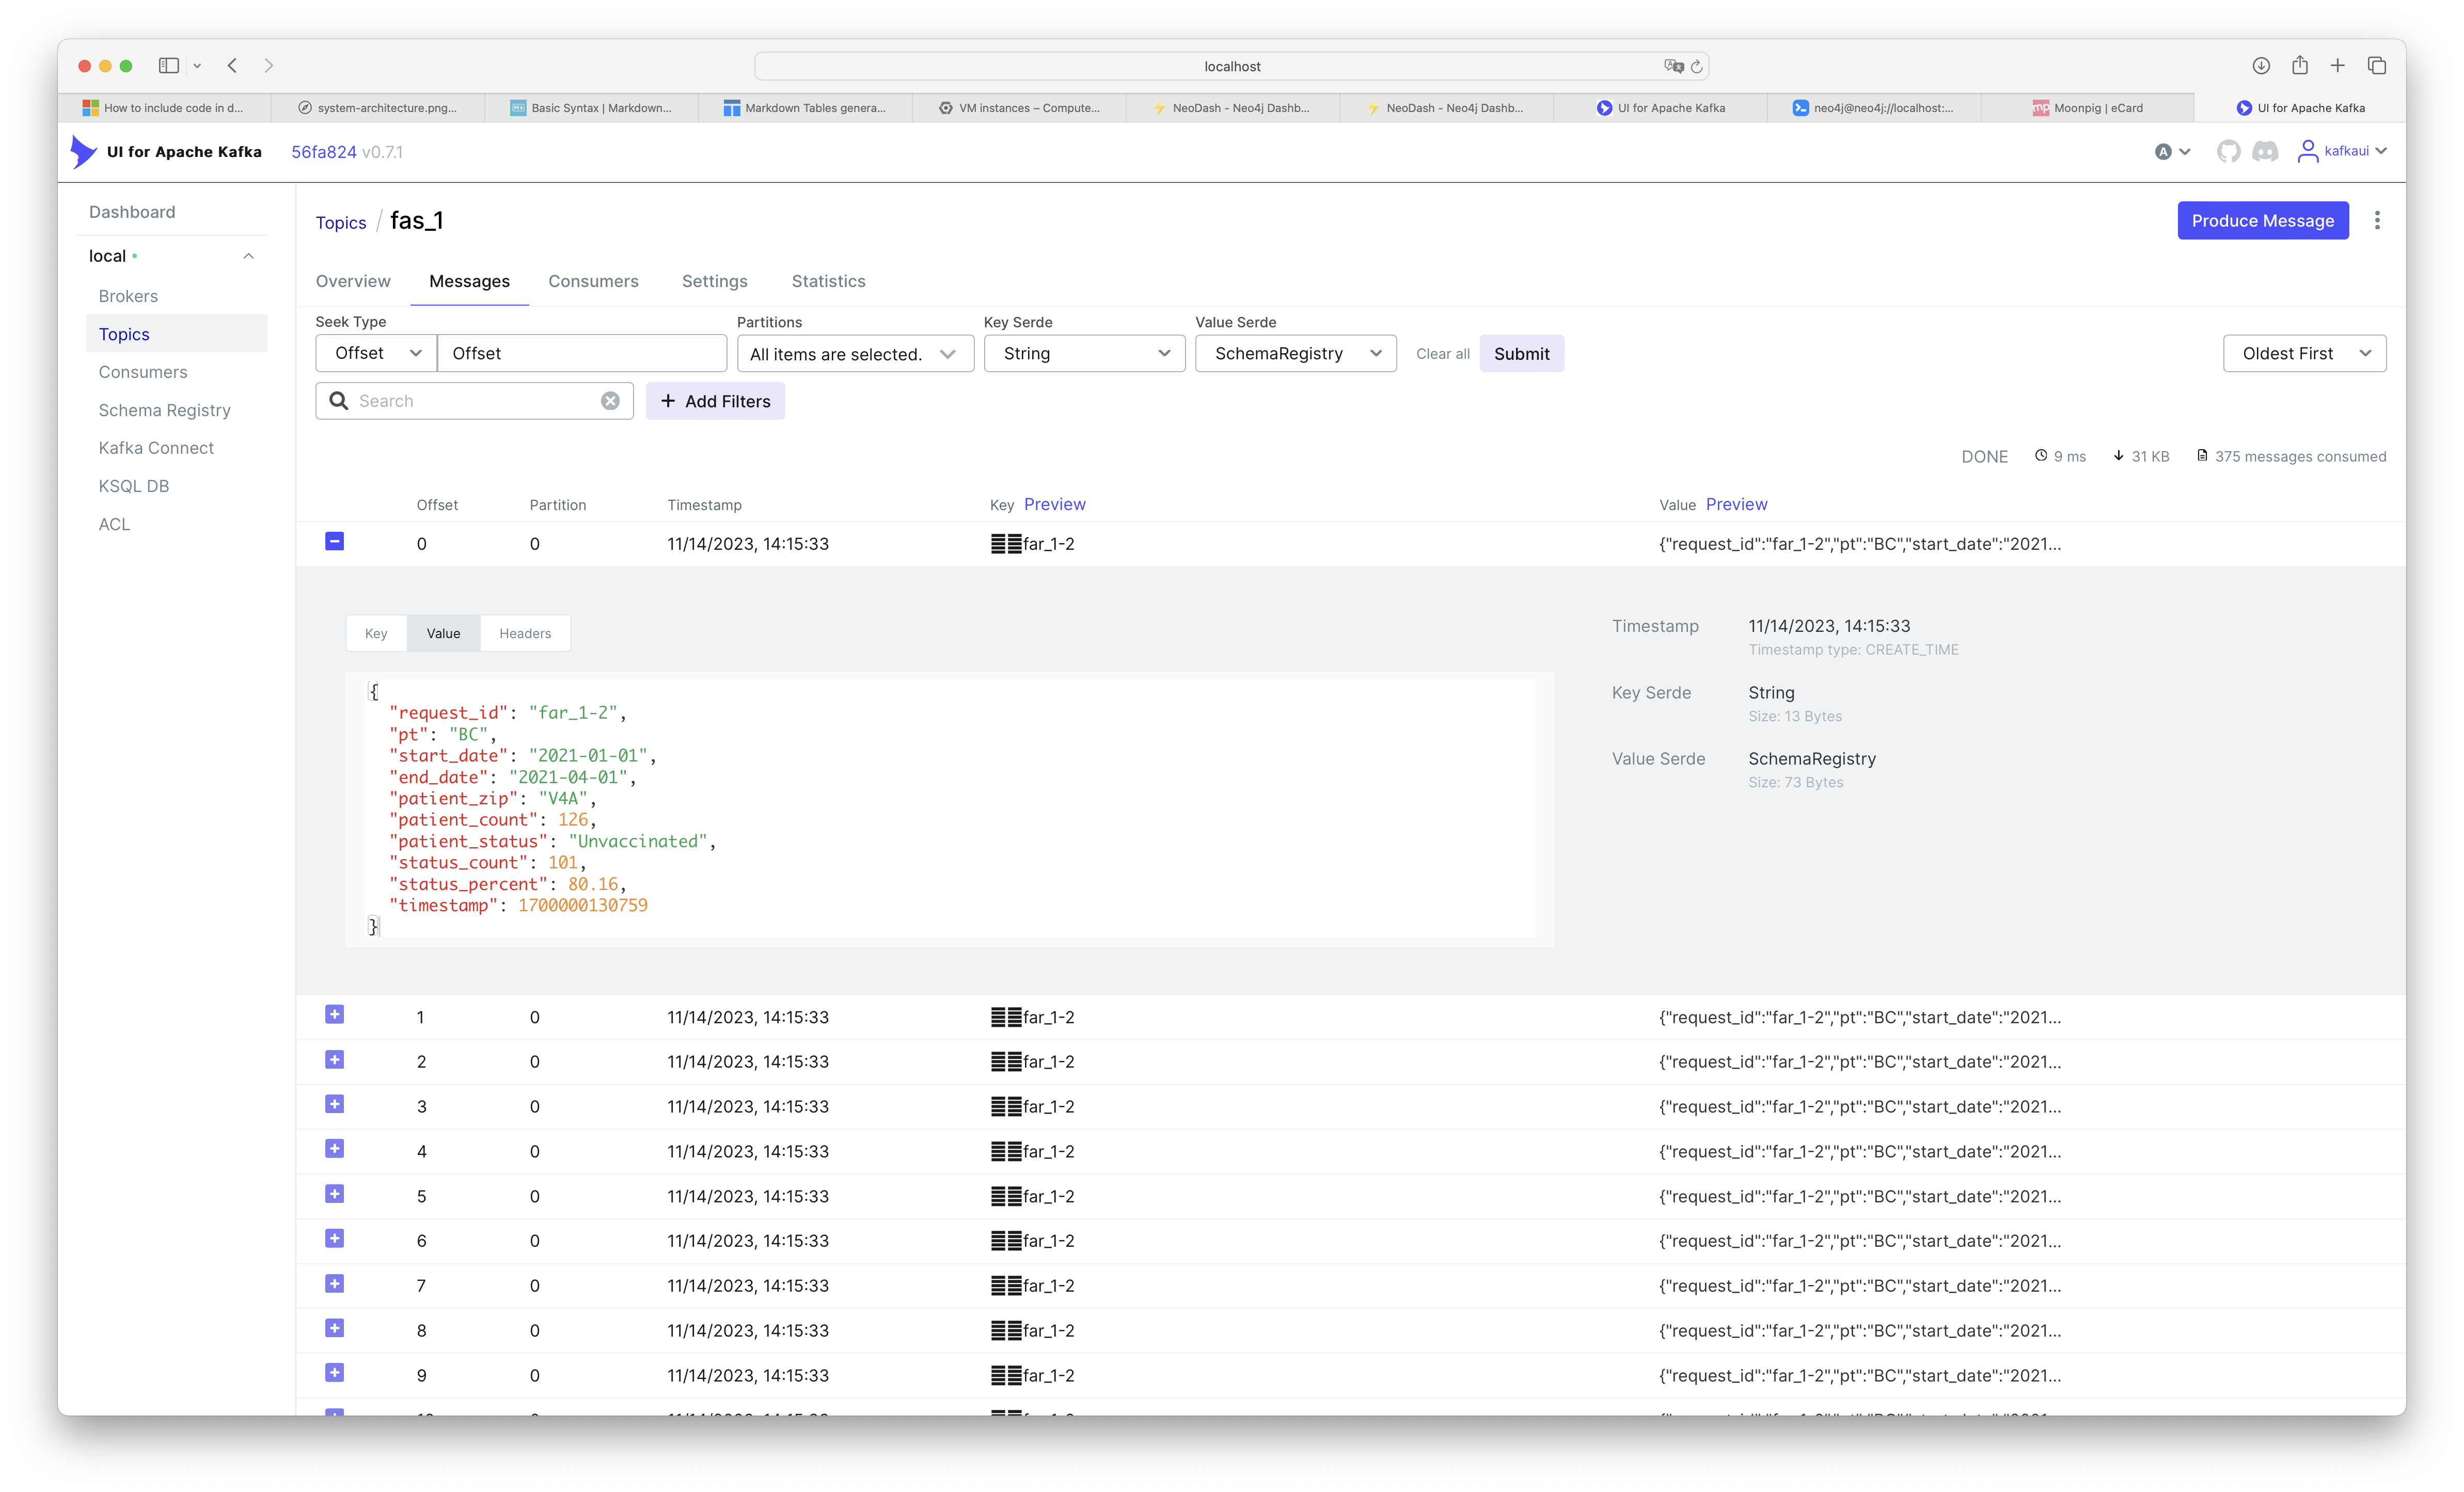 localhost
How to include code in d...
system-architecture.png...
Basic Syntax | Markdown...
Markdown Tables genera...
VM instances – Compute...
NeoDash - Neo4j Dashb...
NeoDash - Neo4j Dashb...
UI for Apache Kafka
neo4j@neo4j://localhost:...
mp Moonpig | eCard
UI for Apache Kafka
UI for Apache Kafka 56fa824 v0.7.1
A kafkaui
Dashboard
local
Brokers
Topics
Consumers
Schema Registry
Kafka Connect
KSQL DB
ACL
Topics / fas_1
Produce Message
Overview Messages Consumers Settings Statistics
Seek Type Partitions Key Serde Value Serde
Offset Offset All items are selected. String SchemaRegistry Clear all Submit Oldest First
Search + Add Filters
DONE 9 ms 31 KB 375 messages consumed
Offset Partition Timestamp Key Preview Value Preview
0 0 11/14/2023, 14:15:33 far_1-2 {"request_id":"far_1-2","pt":"BC","start_date":"2021...
Key Value Headers
{
"request_id": "far_1-2",
"pt": "BC",
"start_date": "2021-01-01",
"end_date": "2021-04-01",
"patient_zip": "V4A",
"patient_count": 126,
"patient_status": "Unvaccinated",
"status_count": 101,
"status_percent": 80.16,
"timestamp": 1700000130759
}
Timestamp 11/14/2023, 14:15:33
Timestamp type: CREATE_TIME
Key Serde String
Size: 13 Bytes
Value Serde SchemaRegistry
Size: 73 Bytes
1 0 11/14/2023, 14:15:33 far_1-2 {"request_id":"far_1-2","pt":"BC","start_date":"2021...
2 0 11/14/2023, 14:15:33 far_1-2 {"request_id":"far_1-2","pt":"BC","start_date":"2021...
3 0 11/14/2023, 14:15:33 far_1-2 {"request_id":"far_1-2","pt":"BC","start_date":"2021...
4 0 11/14/2023, 14:15:33 far_1-2 {"request_id":"far_1-2","pt":"BC","start_date":"2021...
5 0 11/14/2023, 14:15:33 far_1-2 {"request_id":"far_1-2","pt":"BC","start_date":"2021...
6 0 11/14/2023, 14:15:33 far_1-2 {"request_id":"far_1-2","pt":"BC","start_date":"2021...
7 0 11/14/2023, 14:15:33 far_1-2 {"request_id":"far_1-2","pt":"BC","start_date":"2021...
8 0 11/14/2023, 14:15:33 far_1-2 {"request_id":"far_1-2","pt":"BC","start_date":"2021...
9 0 11/14/2023, 14:15:33 far_1-2 {"request_id":"far_1-2","pt":"BC","start_date":"2021...